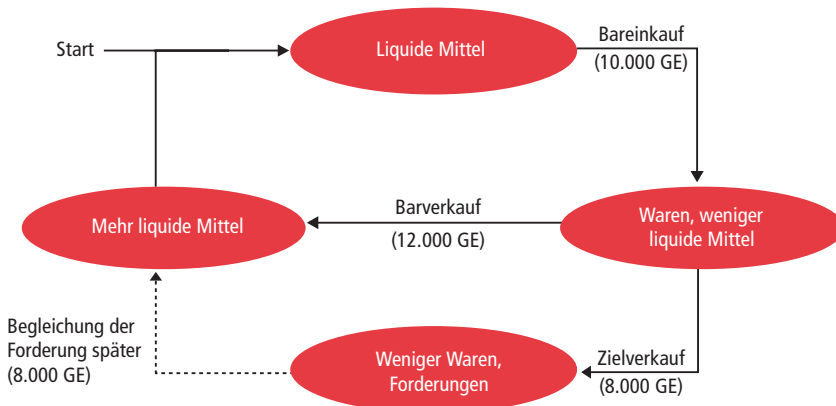 Start
Liquide Mittel
Bareinkauf
(10.000 GE)
Mehr liquide Mittel
Barverkauf
(12.000 GE)
Waren, weniger
liquide Mittel
Begleichung der
Forderung später
(8.000 GE)
Weniger Waren,
Forderungen
Zielverkauf
(8.000 GE)